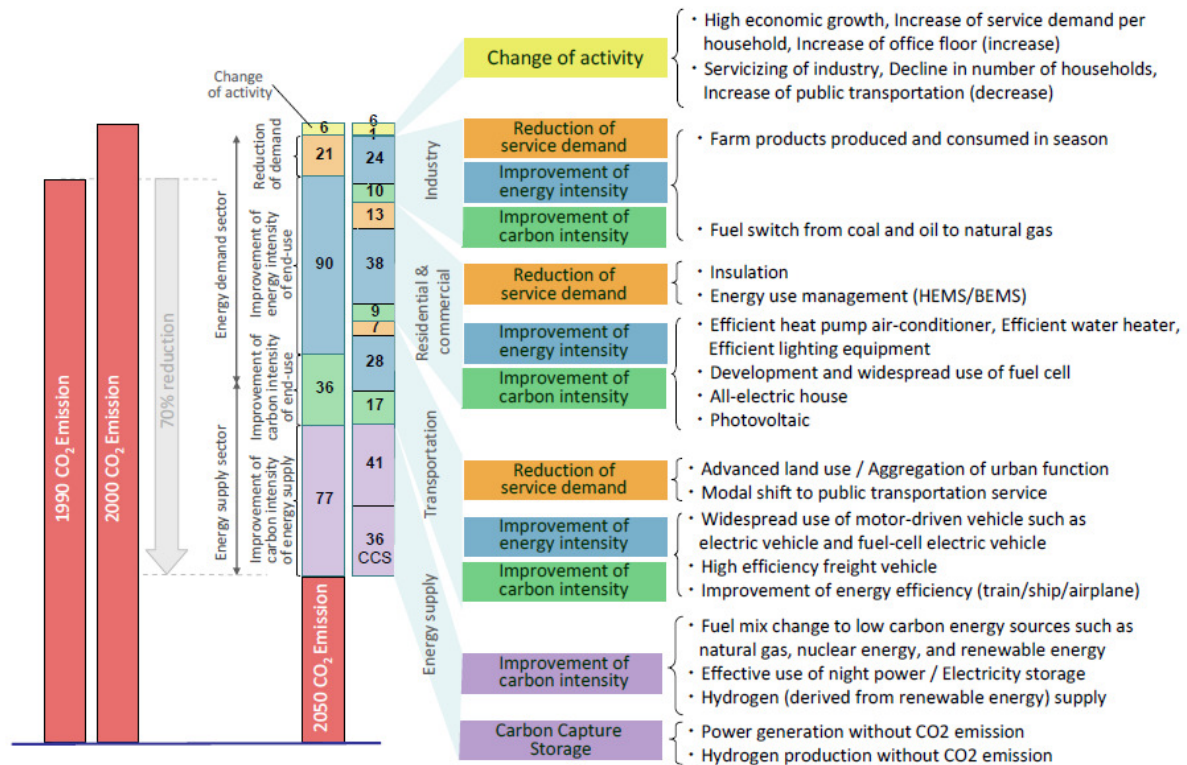 Change
of activity
6
21
90
36
77
6
1
24
10
13
38
9
7
28
17
41
36
CCS
1990 CO₂ Emission
2000 CO₂ Emission
70% reduction
2050 CO₂ Emission
Energy demand sector
Energy supply sector
Reduction
of demand
Improvement of
energy intensity
of end-use
Improvement of
carbon intensity
of end-use
Improvement of
carbon intensity
of energy supply
Industry
Residential &
commercial
Transportation
Energy supply
Change of activity
・High economic growth, Increase of service demand per
household, Increase of office floor (increase)
・Servicizing of industry, Decline in number of households,
Increase of public transportation (decrease)
Reduction of
service demand
Improvement of
energy intensity
Improvement of
carbon intensity
・Farm products produced and consumed in season
・Fuel switch from coal and oil to natural gas
Reduction of
service demand
・Insulation
・Energy use management (HEMS/BEMS)
Improvement of
energy intensity
Improvement of
carbon intensity
・Efficient heat pump air-conditioner, Efficient water heater,
Efficient lighting equipment
・Development and widespread use of fuel cell
・All-electric house
・Photovoltaic
Reduction of
service demand
・Advanced land use / Aggregation of urban function
・Modal shift to public transportation service
Improvement of
energy intensity
Improvement of
carbon intensity
・Widespread use of motor-driven vehicle such as
electric vehicle and fuel-cell electric vehicle
・High efficiency freight vehicle
・Improvement of energy efficiency (train/ship/airplane)
Improvement of
carbon intensity
・Fuel mix change to low carbon energy sources such as
natural gas, nuclear energy, and renewable energy
・Effective use of night power / Electricity storage
・Hydrogen (derived from renewable energy) supply
Carbon Capture
Storage
・Power generation without CO2 emission
・Hydrogen production without CO2 emission